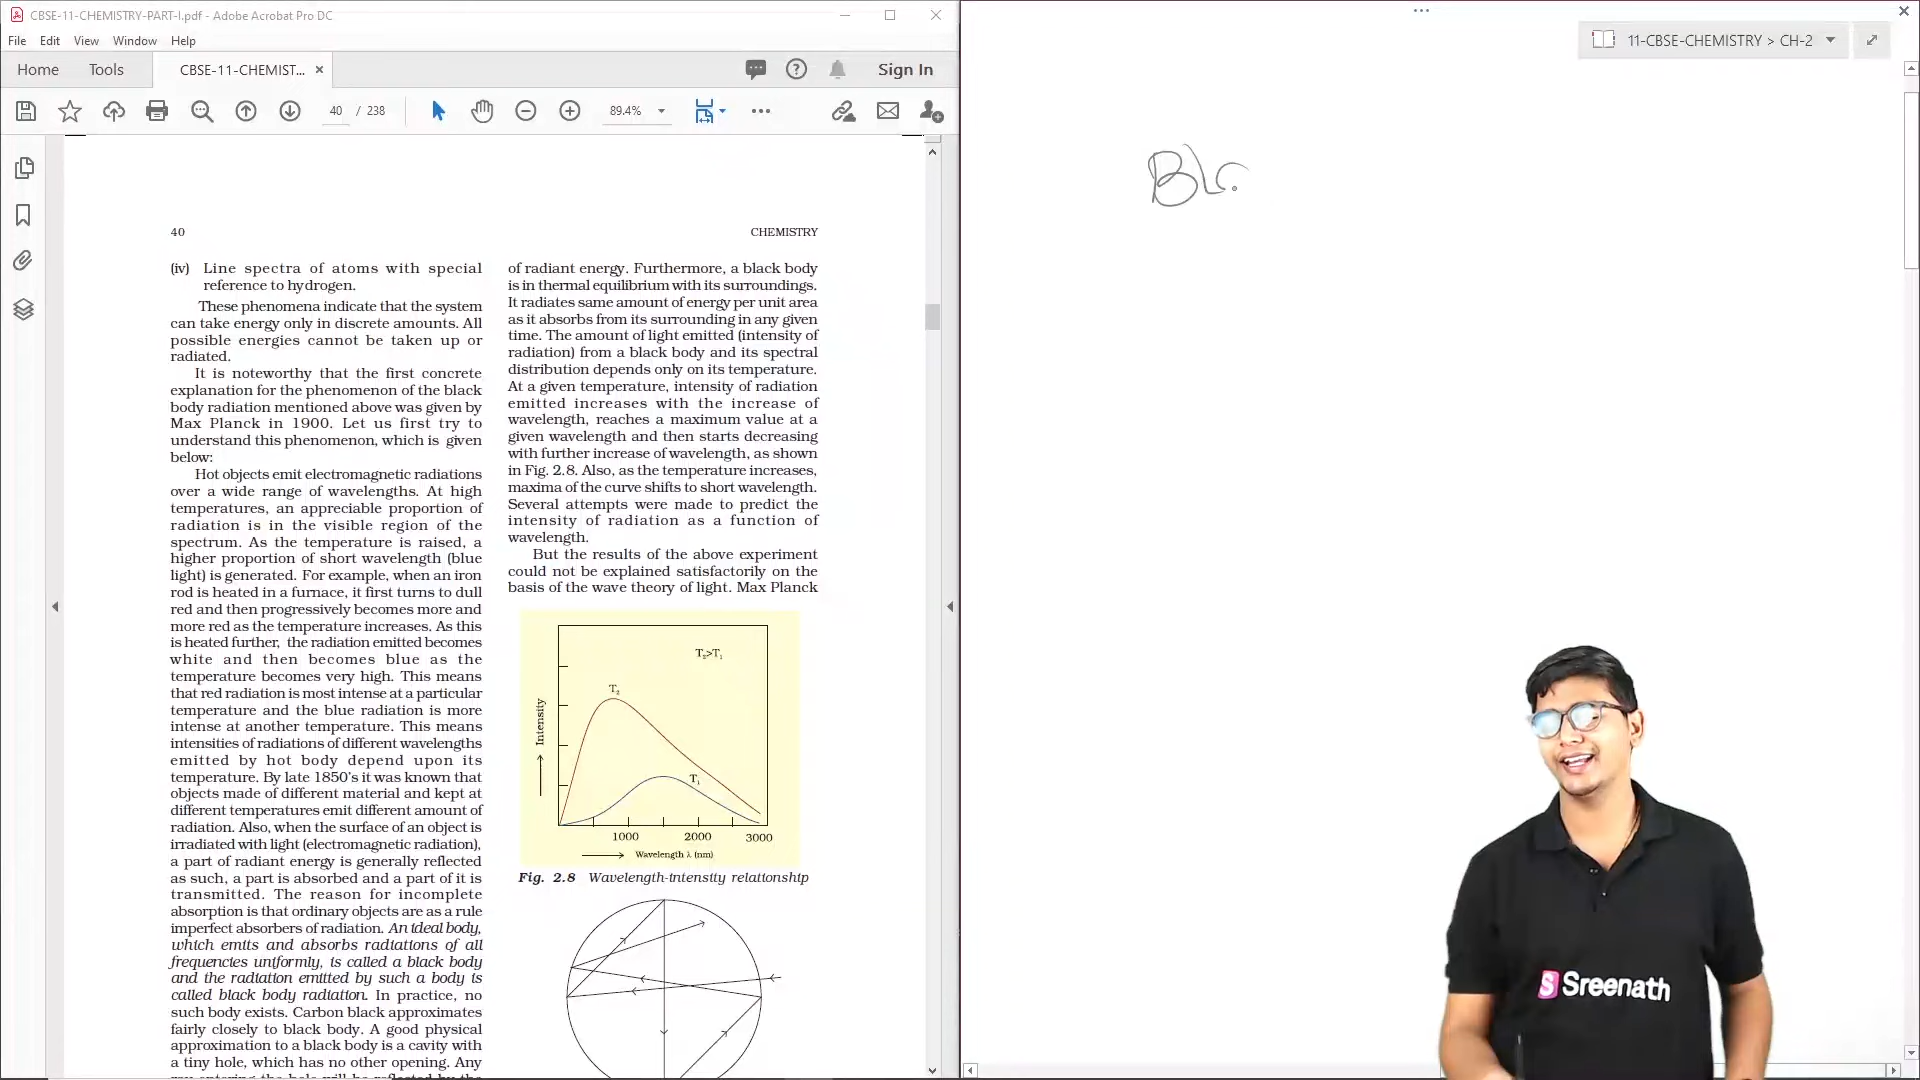 CBSE-11-CHEMISTRY-PART-I.pdf - Adobe Acrobat Pro DC
File Edit View Window Help
Home Tools CBSE-11-CHEMIST... × Sign In
40 / 238 89.4%
40 CHEMISTRY
(iv) Line spectra of atoms with special
reference to hydrogen.
These phenomena indicate that the system
can take energy only in discrete amounts. All
possible energies cannot be taken up or
radiated.
It is noteworthy that the first concrete
explanation for the phenomenon of the black
body radiation mentioned above was given by
Max Planck in 1900. Let us first try to
understand this phenomenon, which is given
below:
Hot objects emit electromagnetic radiations
over a wide range of wavelengths. At high
temperatures, an appreciable proportion of
radiation is in the visible region of the
spectrum. As the temperature is raised, a
higher proportion of short wavelength (blue
light) is generated. For example, when an iron
rod is heated in a furnace, it first turns to dull
red and then progressively becomes more and
more red as the temperature increases. As this
is heated further, the radiation emitted becomes
white and then becomes blue as the
temperature becomes very high. This means
that red radiation is most intense at a particular
temperature and the blue radiation is more
intense at another temperature. This means
intensities of radiations of different wavelengths
emitted by hot body depend upon its
temperature. By late 1850's it was known that
objects made of different material and kept at
different temperatures emit different amount of
radiation. Also, when the surface of an object is
irradiated with light (electromagnetic radiation),
a part of radiant energy is generally reflected
as such, a part is absorbed and a part of it is
transmitted. The reason for incomplete
absorption is that ordinary objects are as a rule
imperfect absorbers of radiation. An ideal body,
which emits and absorbs radiations of all
frequencies uniformly, is called a black body
and the radiation emitted by such a body is
called black body radiation. In practice, no
such body exists. Carbon black approximates
fairly closely to black body. A good physical
approximation to a black body is a cavity with
a tiny hole, which has no other opening. Any
of radiant energy. Furthermore, a black body
is in thermal equilibrium with its surroundings.
It radiates same amount of energy per unit area
as it absorbs from its surrounding in any given
time. The amount of light emitted (intensity of
radiation) from a black body and its spectral
distribution depends only on its temperature.
At a given temperature, intensity of radiation
emitted increases with the increase of
wavelength, reaches a maximum value at a
given wavelength and then starts decreasing
with further increase of wavelength, as shown
in Fig. 2.8. Also, as the temperature increases,
maxima of the curve shifts to short wavelength.
Several attempts were made to predict the
intensity of radiation as a function of
wavelength.
But the results of the above experiment
could not be explained satisfactorily on the
basis of the wave theory of light. Max Planck
T₂>T₁
T₂
T₁
Intensity
1000 2000 3000
Wavelength λ (nm)
Fig. 2.8 Wavelength-intensity relationship
11-CBSE-CHEMISTRY > CH-2
Sreenath